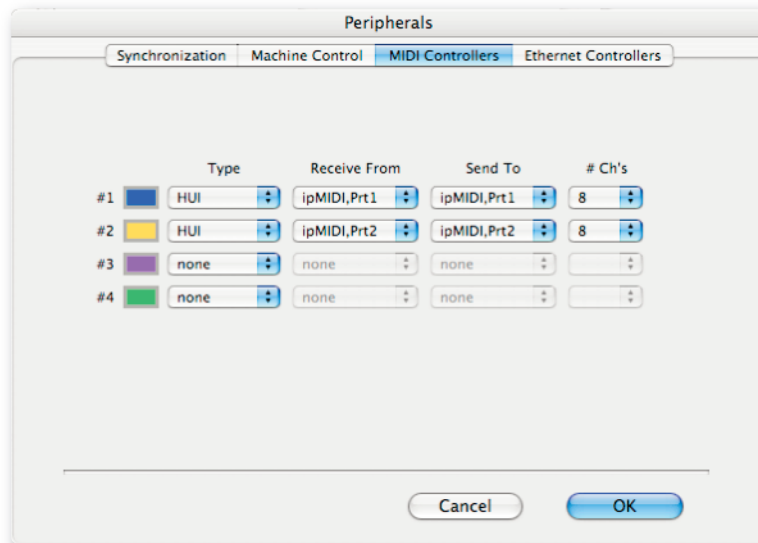 Peripherals
Synchronization Machine Control MIDI Controllers Ethernet Controllers
Type Receive From Send To # Ch's
#1 HUI ipMIDI,Prt1 ipMIDI,Prt1 8
#2 HUI ipMIDI,Prt2 ipMIDI,Prt2 8
#3 none none none
#4 none none none
Cancel OK